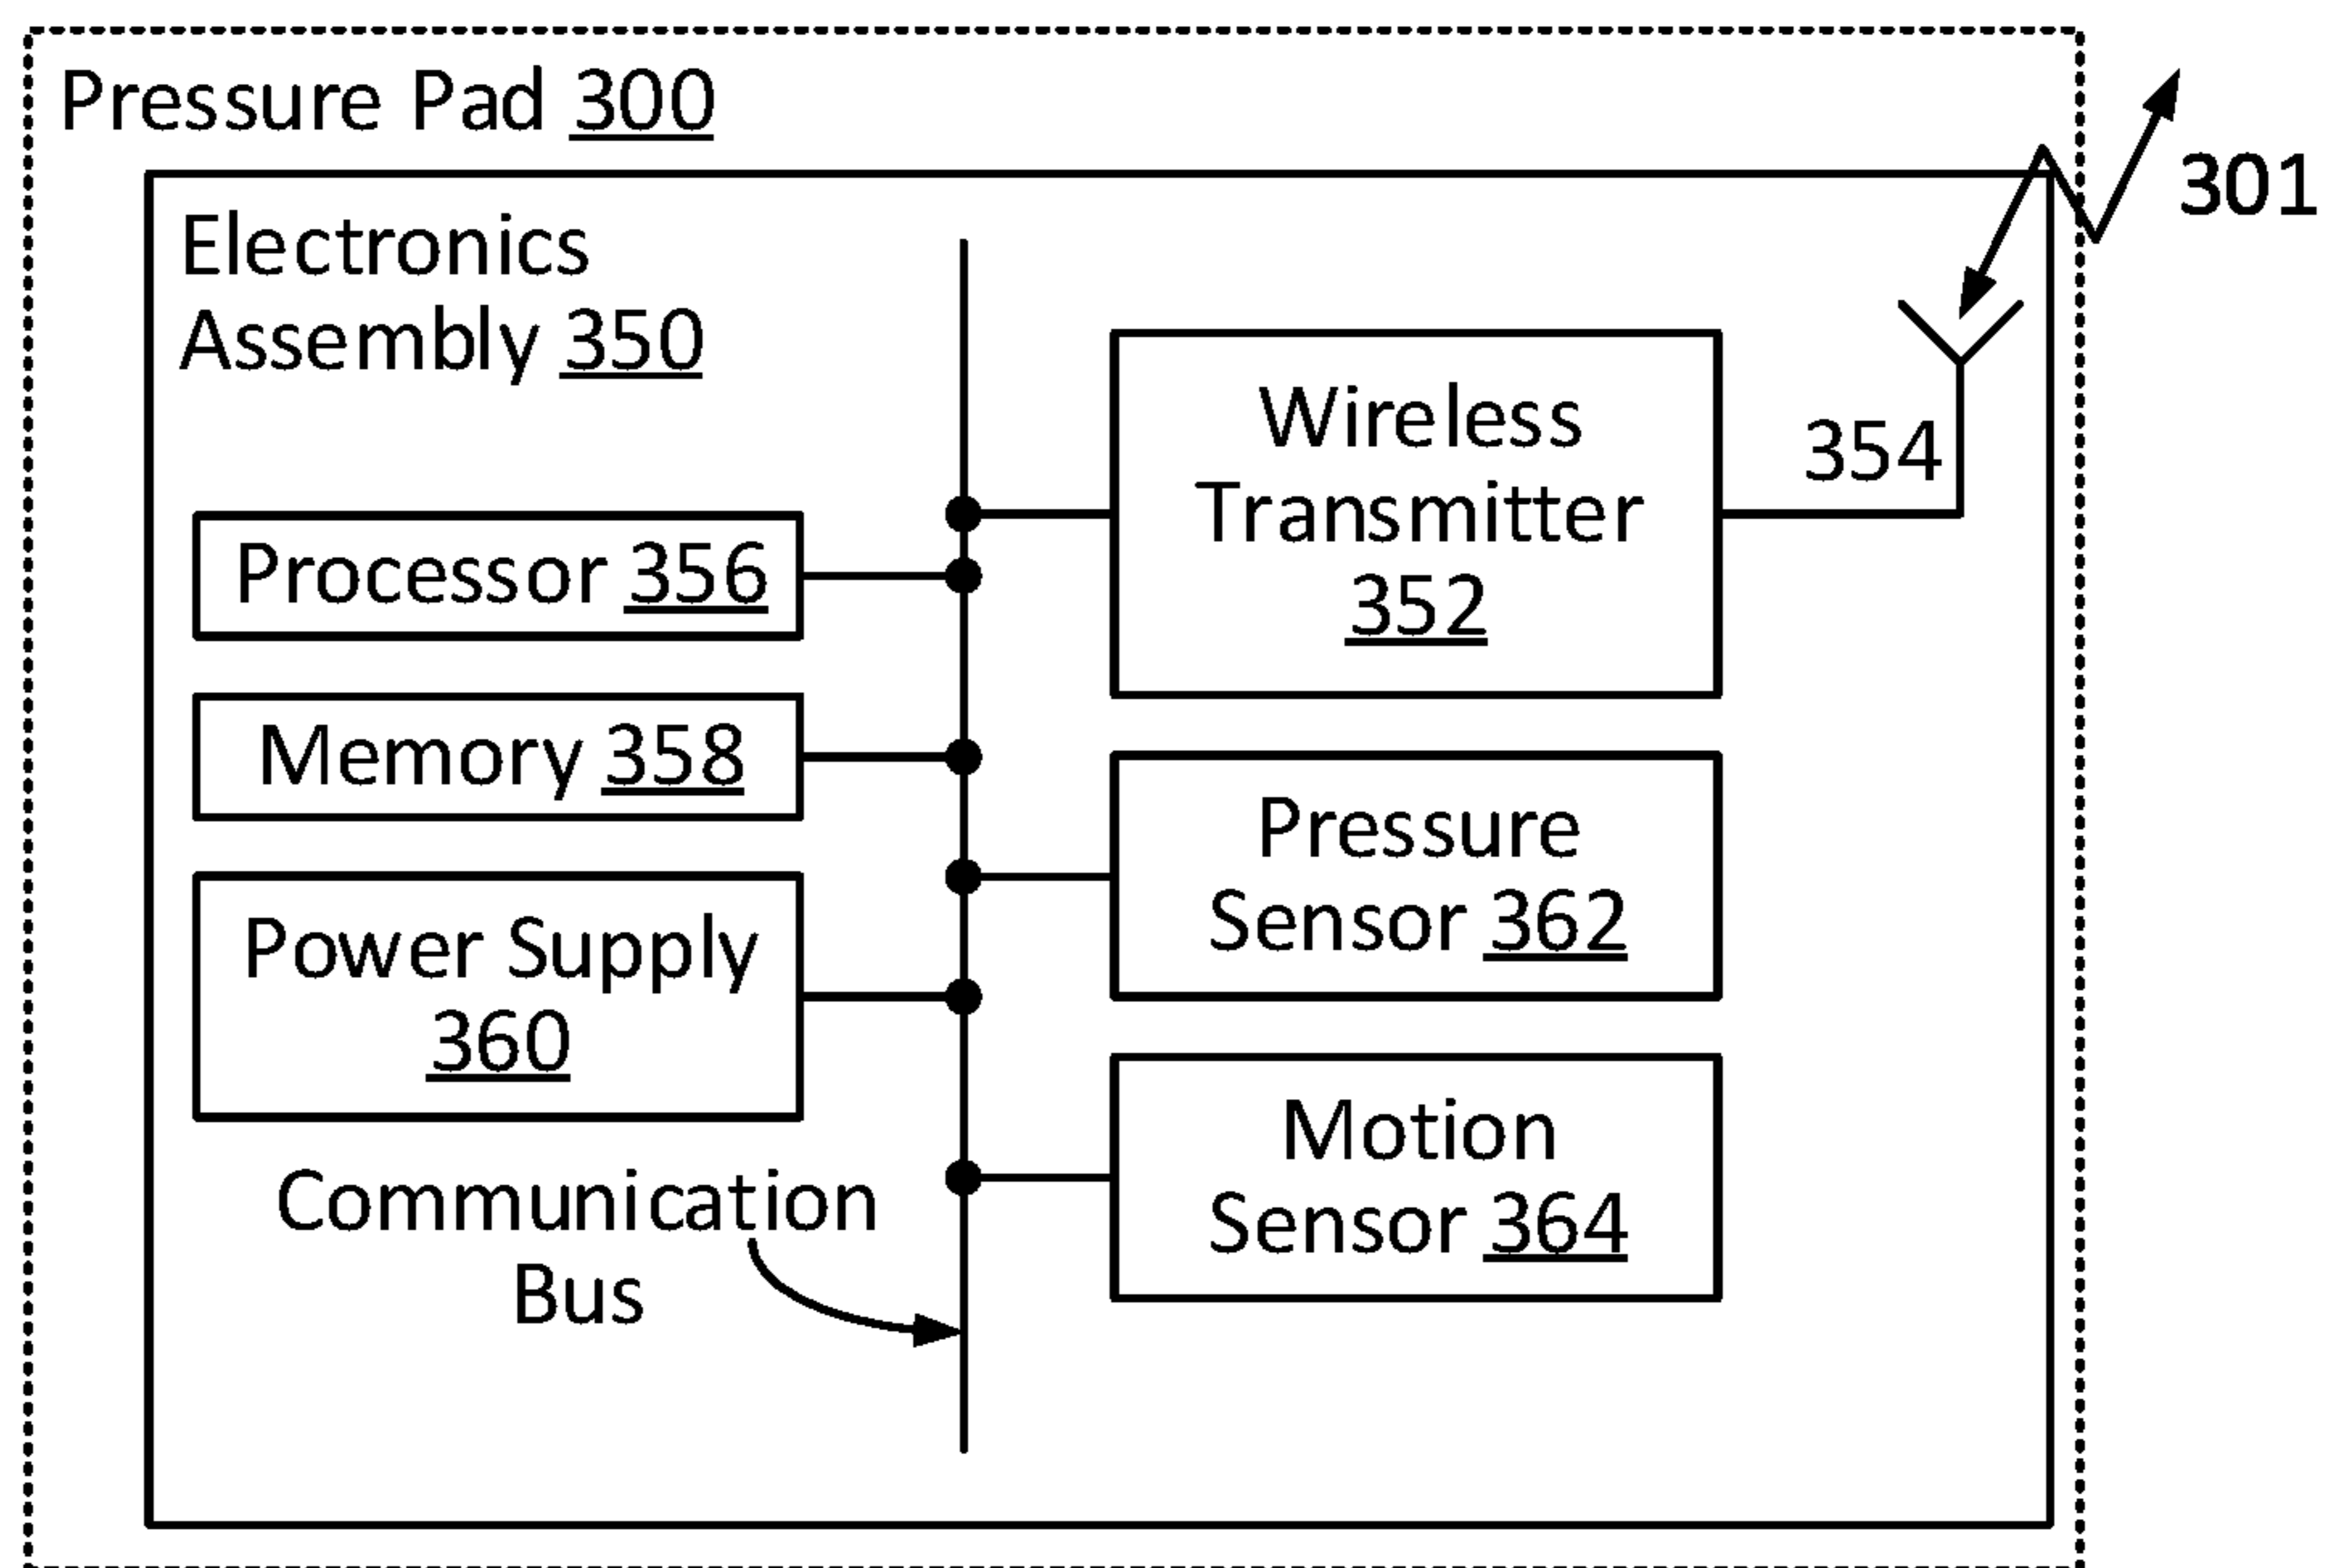 Pressure Pad 300
301
Electronics
Assembly 350
Wireless
Transmitter
352
354
Processor 356
Memory 358
Power Supply
360
Pressure
Sensor 362
Motion
Sensor 364
Communication
Bus